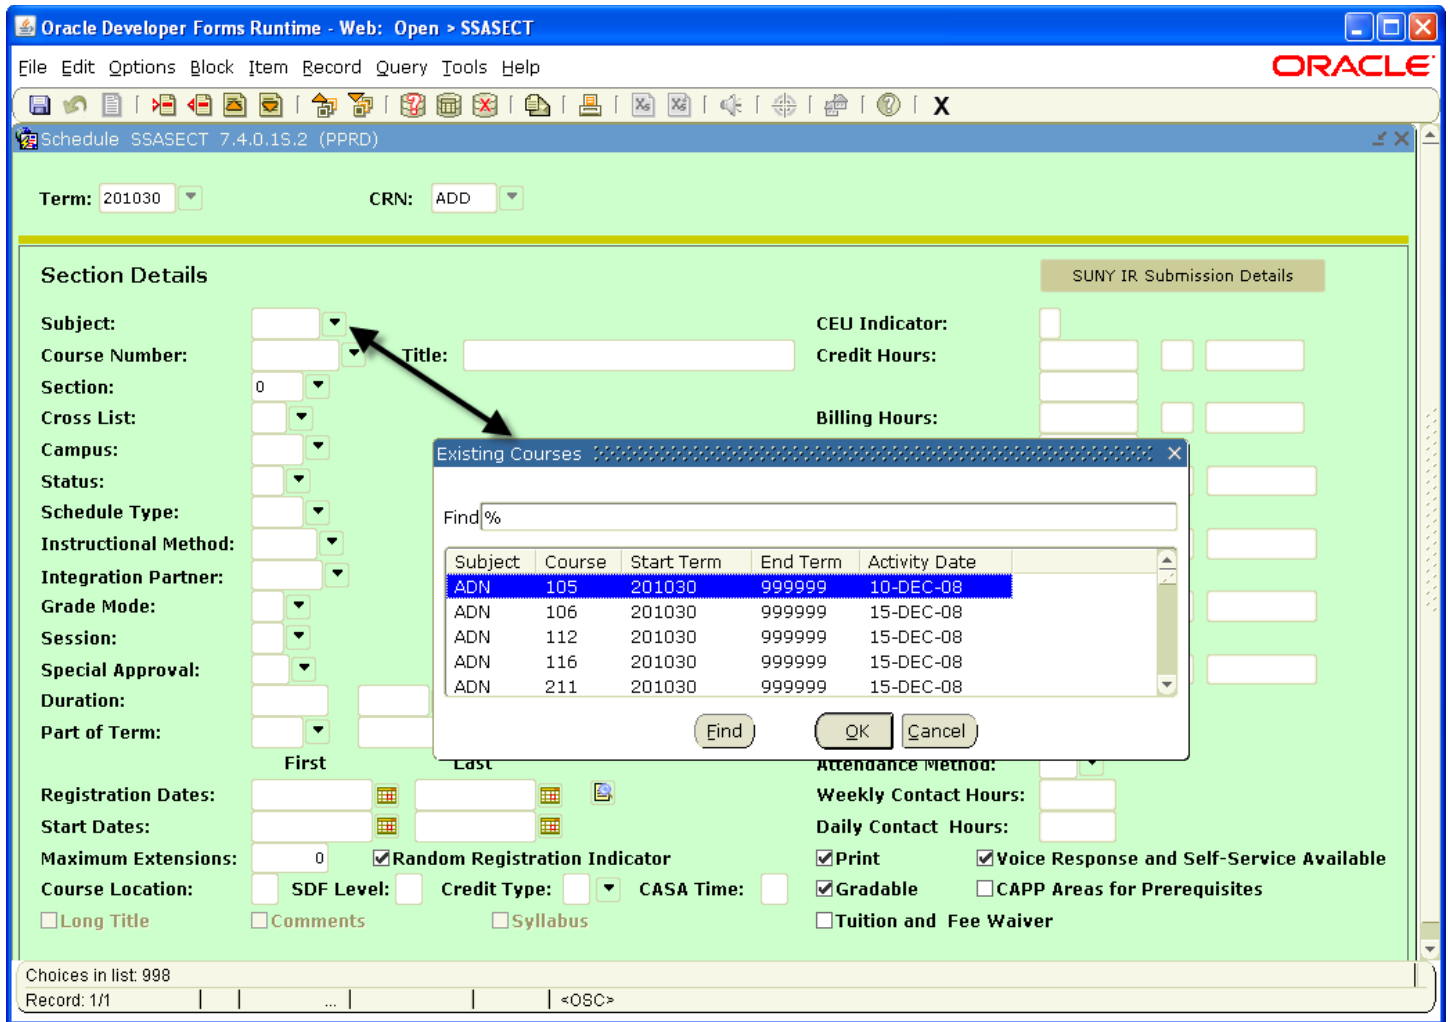 Oracle Developer Forms Runtime - Web: Open > SSASECT
File Edit Options Block Item Record Query Tools Help
ORACLE
X
Schedule SSASECT 7.4.0.1S.2 (PPRD)
Term: 201030 CRN: ADD
Section Details SUNY IR Submission Details
Subject: CEU Indicator:
Course Number: Title: Credit Hours:
Section: 0
Cross List: Billing Hours:
Campus:
Status:
Schedule Type:
Instructional Method:
Integration Partner:
Grade Mode:
Session:
Special Approval:
Duration:
Part of Term:
Existing Courses
Find %
Subject Course Start Term End Term Activity Date
ADN 105 201030 999999 10-DEC-08
ADN 106 201030 999999 15-DEC-08
ADN 112 201030 999999 15-DEC-08
ADN 116 201030 999999 15-DEC-08
ADN 211 201030 999999 15-DEC-08
Find OK Cancel
First Last Attendance Method:
Registration Dates: Weekly Contact Hours:
Start Dates: Daily Contact Hours:
Maximum Extensions: 0 Random Registration Indicator Print Voice Response and Self-Service Available
Course Location: SDF Level: Credit Type: CASA Time: Gradable CAPP Areas for Prerequisites
Long Title Comments Syllabus Tuition and Fee Waiver
Choices in list: 998
Record: 1/1 ... <OSC>